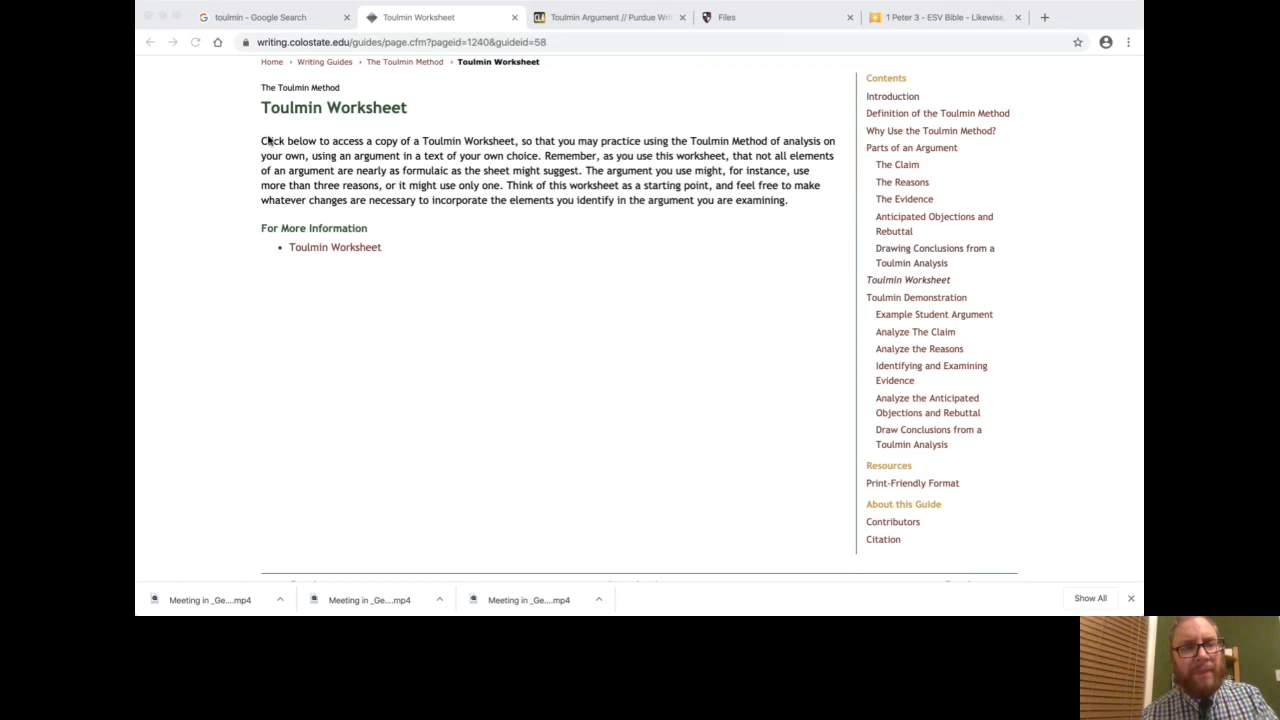 toulmin - Google Search
Toulmin Worksheet
Toulmin Argument // Purdue Wri
Files
1 Peter 3 - ESV Bible - Likewise,
writing.colostate.edu/guides/page.cfm?pageid=1240&guideid=58
Home › Writing Guides › The Toulmin Method › Toulmin Worksheet
The Toulmin Method
Toulmin Worksheet
Click below to access a copy of a Toulmin Worksheet, so that you may practice using the Toulmin Method of analysis on
your own, using an argument in a text of your own choice. Remember, as you use this worksheet, that not all elements
of an argument are nearly as formulaic as the sheet might suggest. The argument you use might, for instance, use
more than three reasons, or it might use only one. Think of this worksheet as a starting point, and feel free to make
whatever changes are necessary to incorporate the elements you identify in the argument you are examining.
For More Information
• Toulmin Worksheet
Contents
Introduction
Definition of the Toulmin Method
Why Use the Toulmin Method?
Parts of an Argument
The Claim
The Reasons
The Evidence
Anticipated Objections and
Rebuttal
Drawing Conclusions from a
Toulmin Analysis
Toulmin Worksheet
Toulmin Demonstration
Example Student Argument
Analyze The Claim
Analyze the Reasons
Identifying and Examining
Evidence
Analyze the Anticipated
Objections and Rebuttal
Draw Conclusions from a
Toulmin Analysis
Resources
Print-Friendly Format
About this Guide
Contributors
Citation
Meeting in _Ge....mp4
Meeting in _Ge....mp4
Meeting in _Ge....mp4
Show All